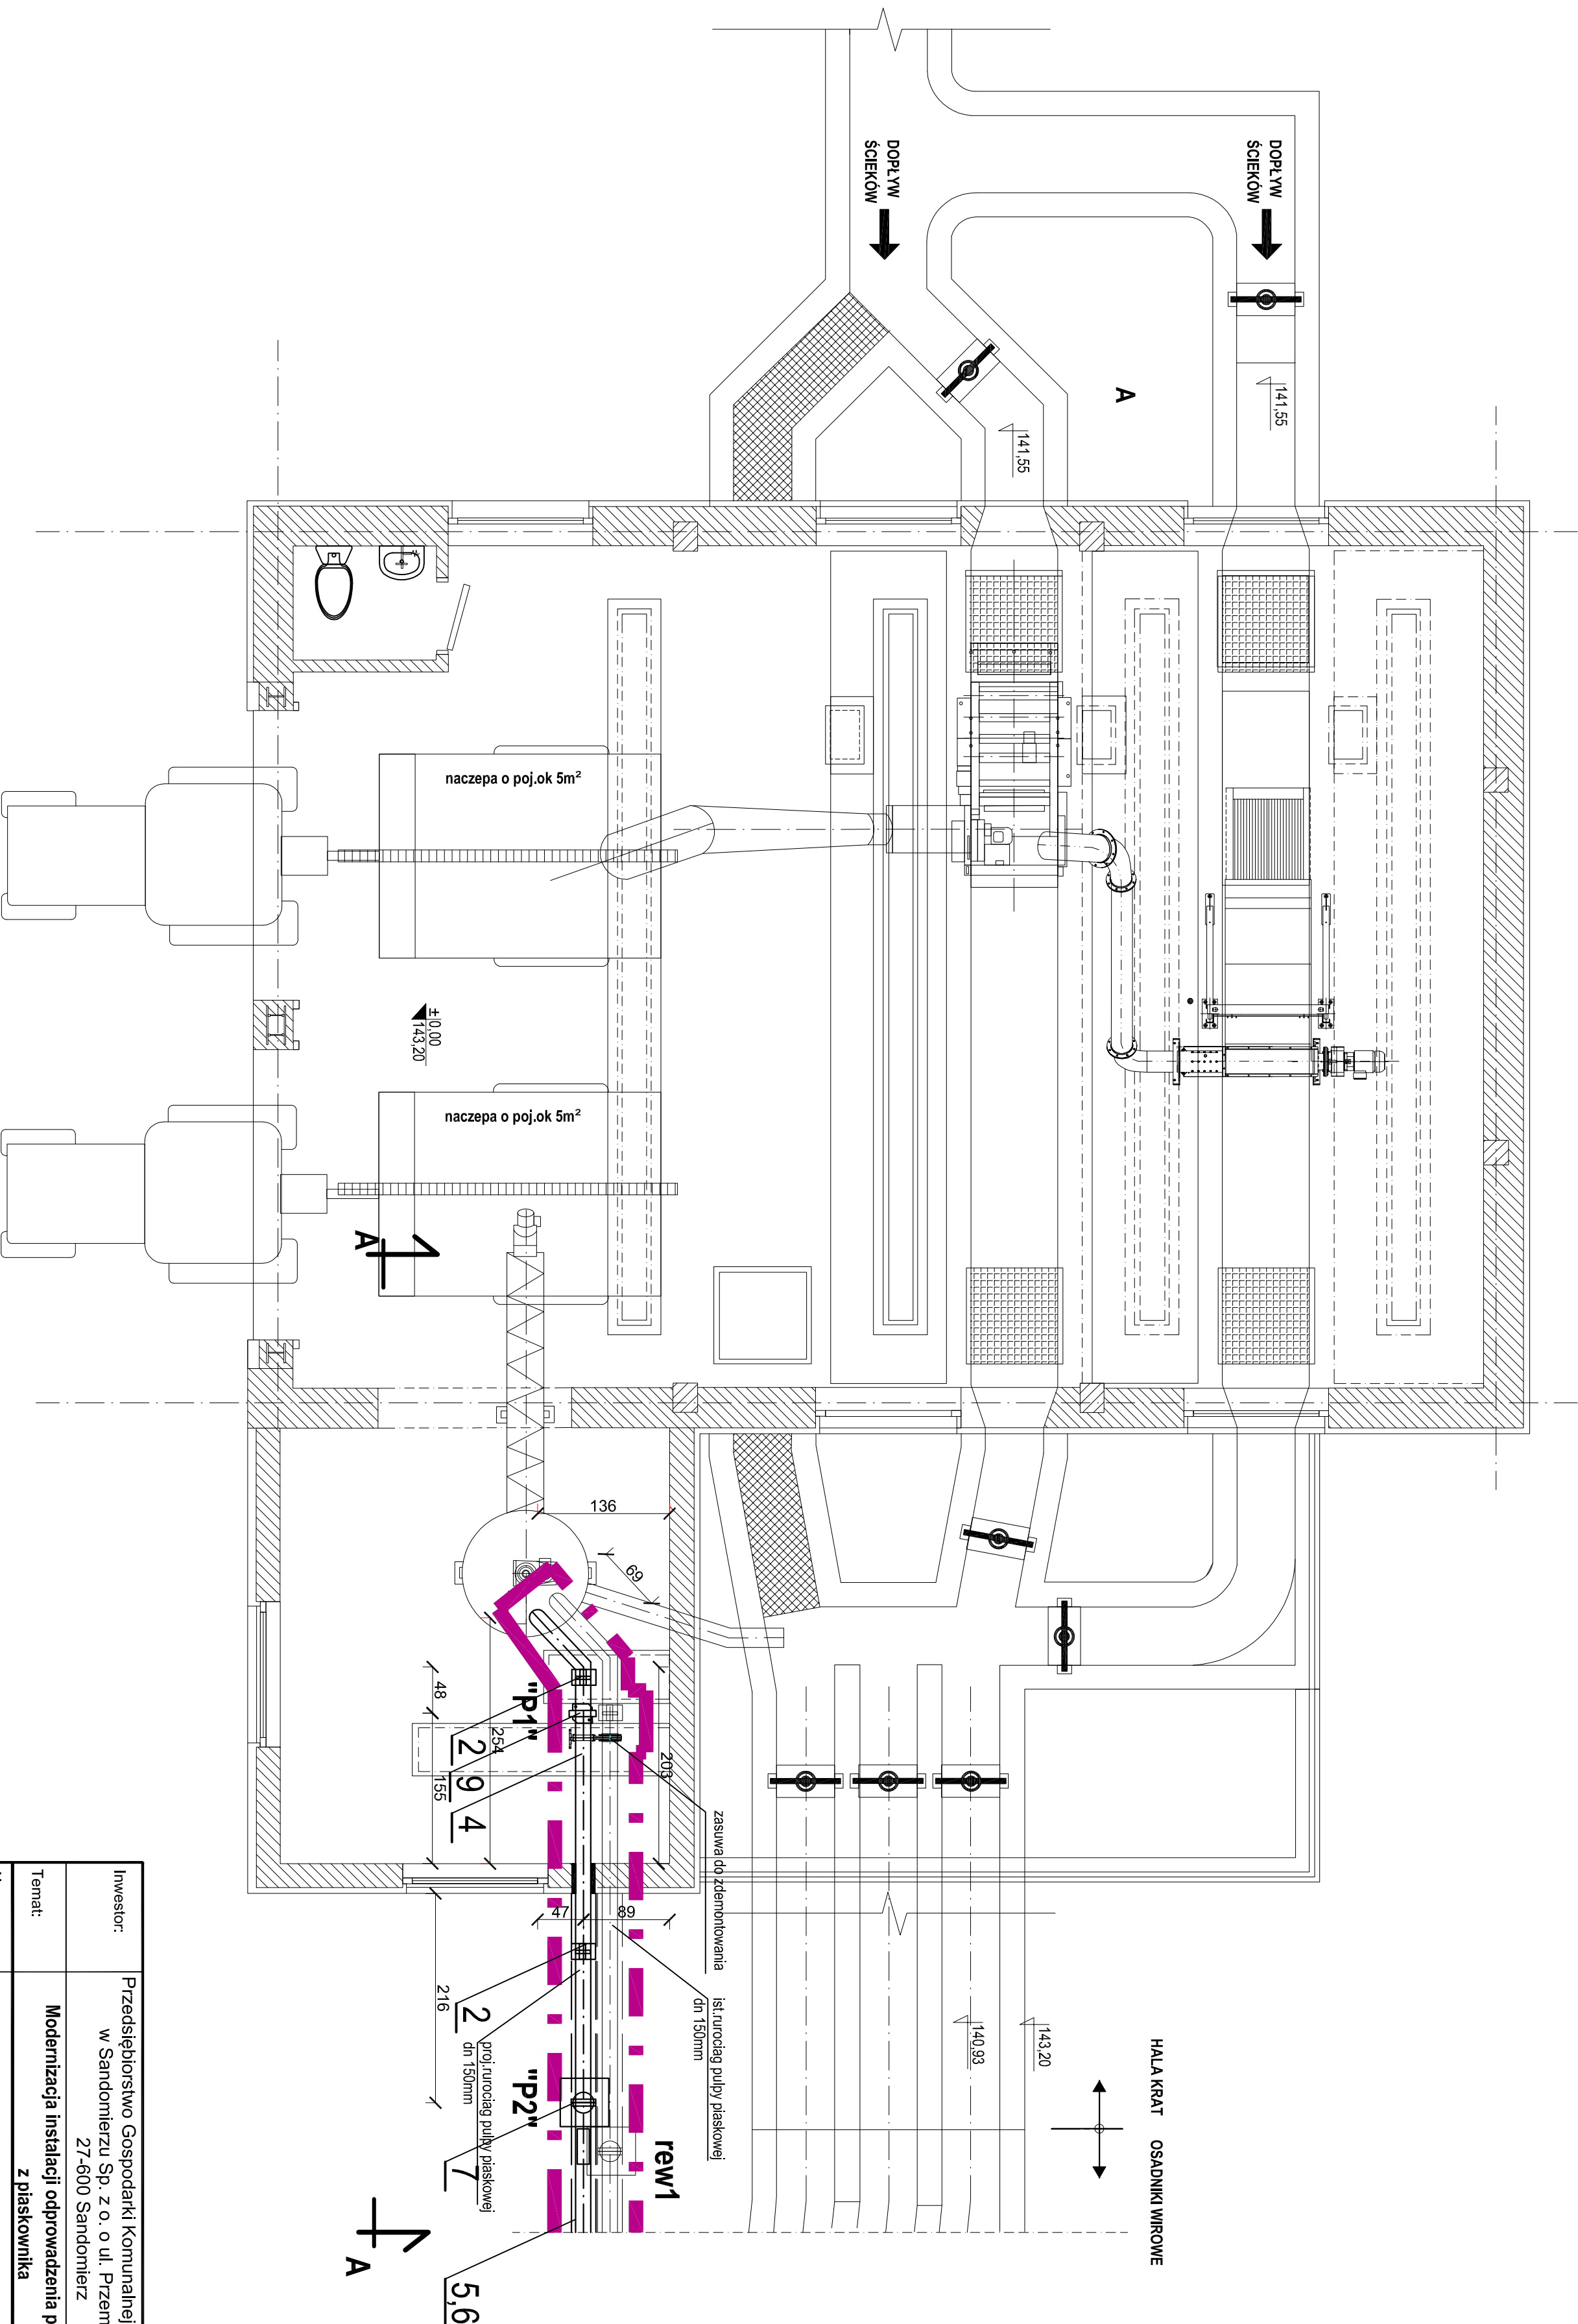 DOPŁYW
ŚCIEKÓW
DOPŁYW
ŚCIEKÓW
A
141,55
141,55
naczepa o poj.ok 5m²
±0,00
143,20
naczepa o poj.ok 5m²
A
136
69
48
254
155
203
"P1"
2
9
4
zasuwa do zdemontowania
47
89
ist.rurociąg pulpy piaskowej
dn 150mm
216
2
proj.rurociąg pulpy piaskowej
dn 150mm
"P2"
7
rew1
5,6
A
140,93
143,20
HALA KRAT
OSADNIKI WIROWE
Inwestor:
Przedsiębiorstwo Gospodarki Komunalnej
w Sandomierzu Sp. z o. o ul. Przem
27-600 Sandomierz
Temat:
Modernizacja instalacji odprowadzenia p
z piaskownika